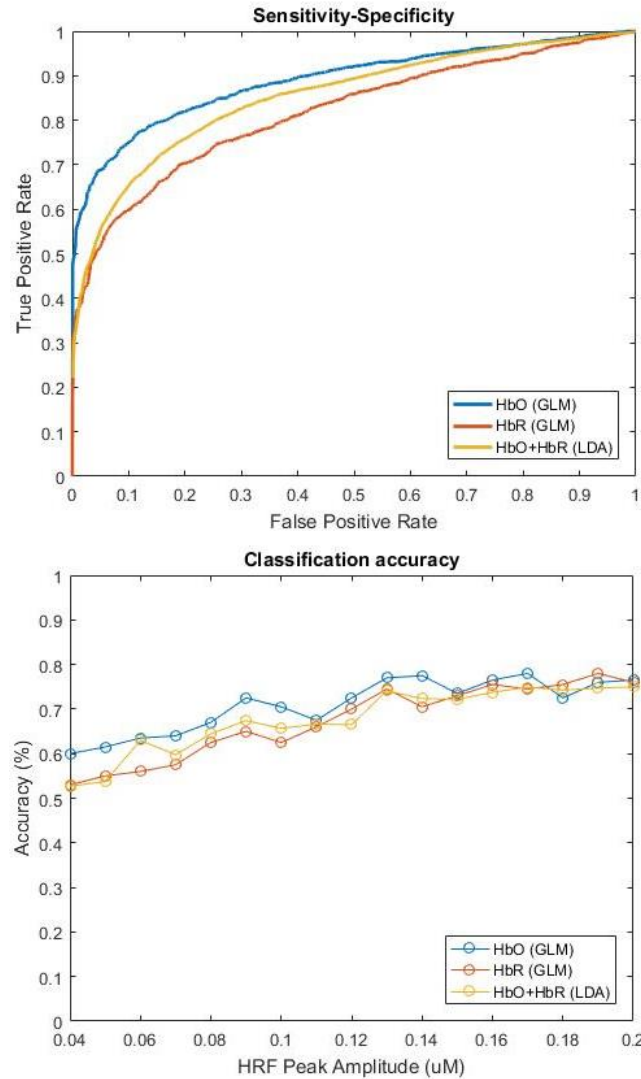 Sensitivity-Specificity
1
0.9
0.8
0.7
0.6
0.5
0.4
0.3
0.2
0.1
0
True Positive Rate
HbO (GLM)
HbR (GLM)
HbO+HbR (LDA)
0 0.1 0.2 0.3 0.4 0.5 0.6 0.7 0.8 0.9 1
False Positive Rate
Classification accuracy
1
0.9
0.8
0.7
0.6
0.5
0.4
0.3
0.2
0.1
0
Accuracy (%)
HbO (GLM)
HbR (GLM)
HbO+HbR (LDA)
0.04 0.06 0.08 0.1 0.12 0.14 0.16 0.18 0.2
HRF Peak Amplitude (uM)